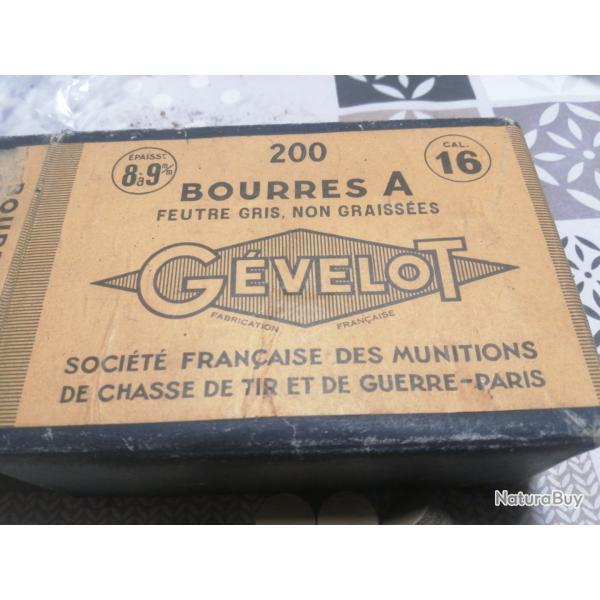 ÉPAISSR
8à9 m/m
200
CAL.
16
BOURRES A
FEUTRE GRIS, NON GRAISSÉES
GÉVELOT
FABRICATION FRANÇAISE
SOCIÉTÉ FRANÇAISE DES MUNITIONS
DE CHASSE DE TIR ET DE GUERRE-PARIS
NaturaBuy